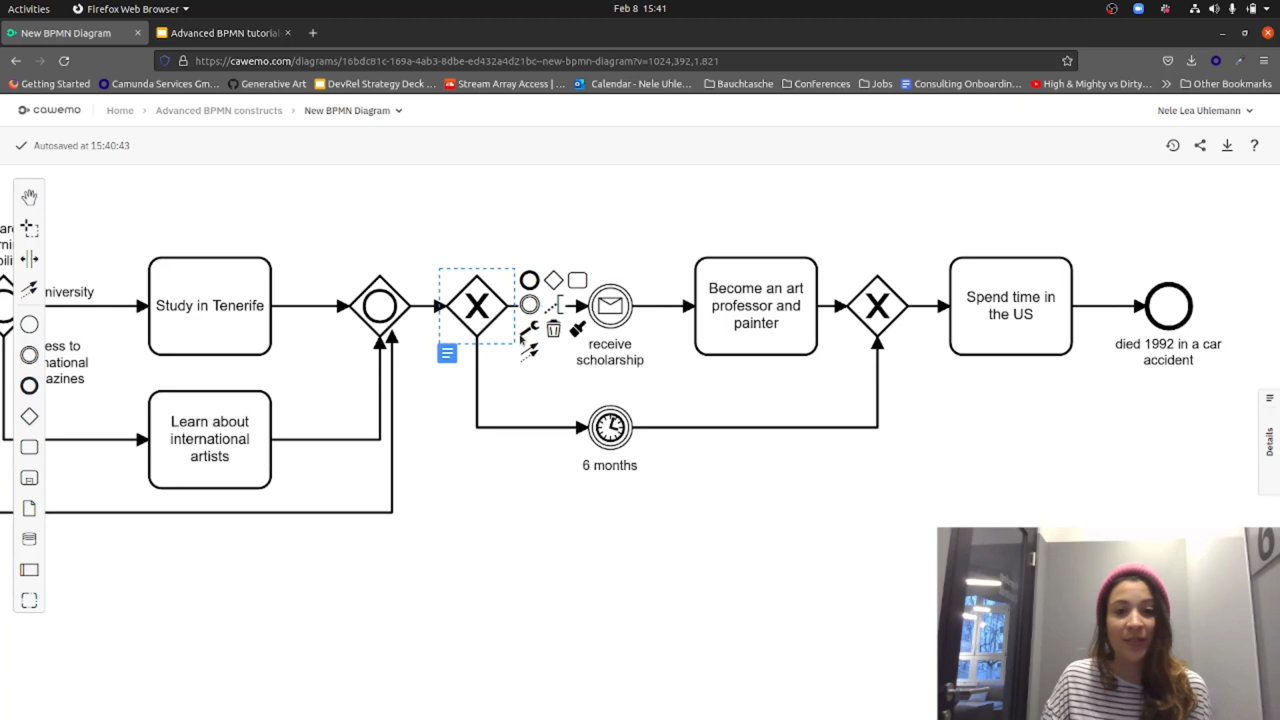 Activities
Firefox Web Browser
Feb 8 15:41
New BPMN Diagram
Advanced BPMN tutorial
https://cawemo.com/diagrams/16bdc81c-169a-4ab3-8dbe-ed432a4d21bc--new-bpmn-diagram?v=1024,392,1.821
Getting Started
Camunda Services Gm...
Generative Art
DevRel Strategy Deck ...
Stream Array Access | ...
Calendar - Nele Uhle...
Bauchtasche
Conferences
Jobs
Consulting Onboardin...
High & Mighty vs Dirty...
Other Bookmarks
cawemo
Home
Advanced BPMN constructs
New BPMN Diagram
Nele Lea Uhlemann
Autosaved at 15:40:43
?
niversity
Study in Tenerife
ess to
national
azines
Learn about
international
artists
X
receive
scholarship
6 months
Become an art
professor and
painter
X
Spend time in
the US
died 1992 in a car
accident
Details